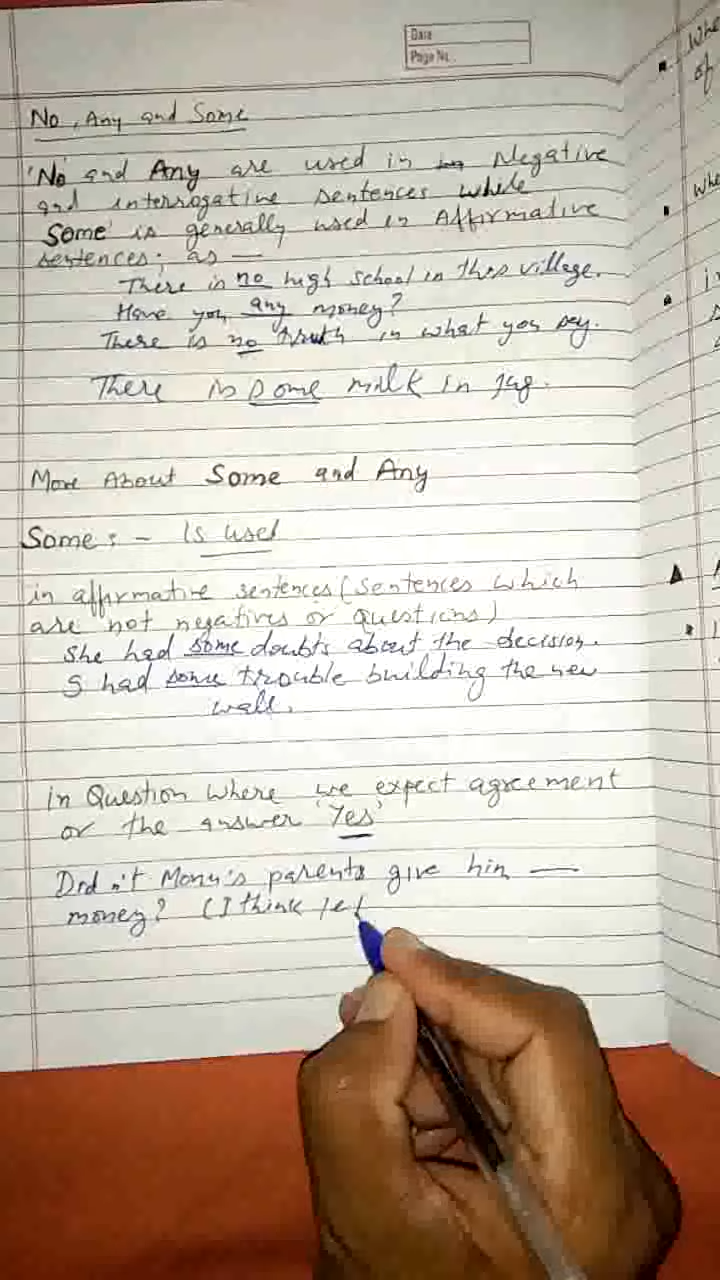 Date
Page No.
No, Any and Some
'No' and Any are used in Negative
and interrogative sentences while
Some' is generally used in Affirmative
sentences; as —
There is no high school in this village.
Have you any money?
There is no truth in what you say.
There is some milk in jug.
More About Some and Any
Some : - Is used
in affirmative sentences (sentences which
are not negatives or questions)
She had some doubts about the decision.
I had some trouble building the new
wall.
in Question where we expect agreement
or the answer 'Yes'
Did n't Monu's parents give him —
money? (I think
Whe
of
whe